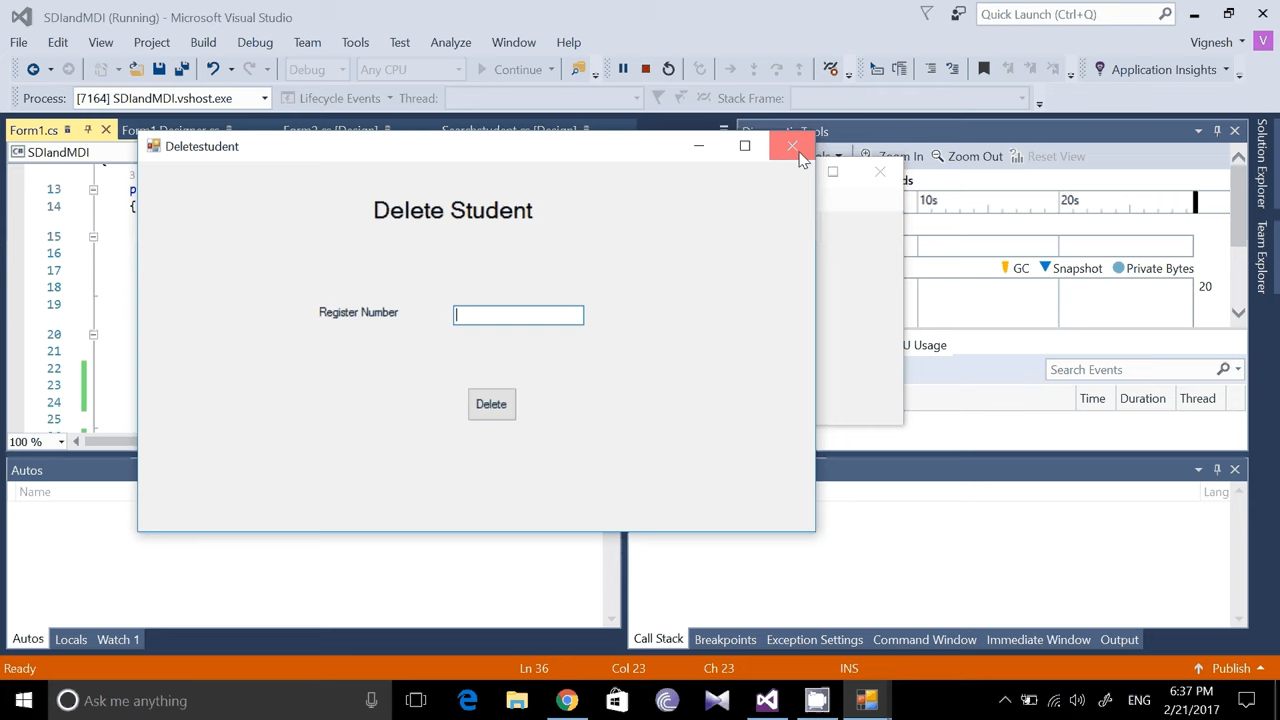 SDIandMDI (Running) - Microsoft Visual Studio
Quick Launch (Ctrl+Q)
File Edit View Project Build Debug Team Tools Test Analyze Window Help
Vignesh V
Debug Any CPU Continue Application Insights
Process: [7164] SDIandMDI.vshost.exe Lifecycle Events Thread: Stack Frame:
Form1.cs
SDIandMDI
Deletestudent
Zoom In Zoom Out Reset View
Delete Student
10s 20s
GC Snapshot Private Bytes
20
Register Number
Delete
U Usage
Search Events
Time Duration Thread
13 p
14 {
15
16
17
18
19
20
21
22
23
24
25
100 %
Autos
Name
Lang
Autos Locals Watch 1
Call Stack Breakpoints Exception Settings Command Window Immediate Window Output
Solution Explorer
Team Explorer
Ready Ln 36 Col 23 Ch 23 INS Publish
Ask me anything
ENG
6:37 PM
2/21/2017